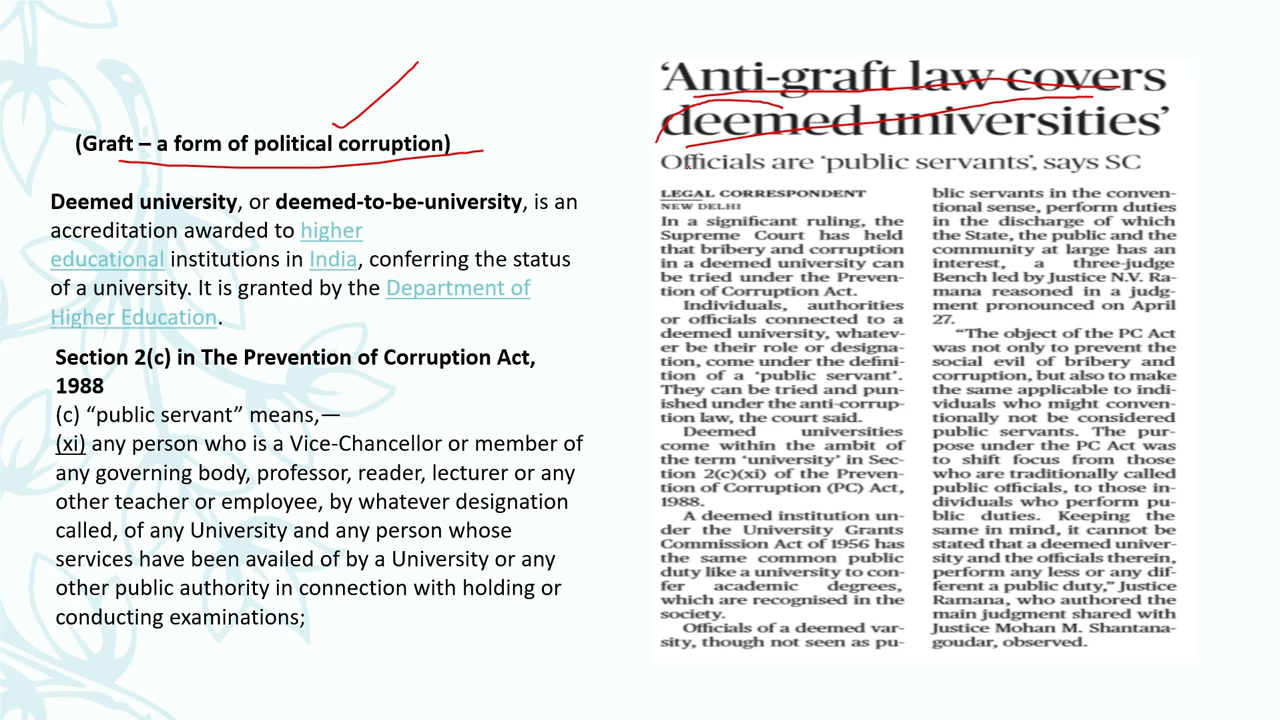 (Graft – a form of political corruption)
Deemed university, or deemed-to-be-university, is an
accreditation awarded to higher
educational institutions in India, conferring the status
of a university. It is granted by the Department of
Higher Education.
Section 2(c) in The Prevention of Corruption Act,
1988
(c) “public servant” means,—
(xi) any person who is a Vice-Chancellor or member of
any governing body, professor, reader, lecturer or any
other teacher or employee, by whatever designation
called, of any University and any person whose
services have been availed of by a University or any
other public authority in connection with holding or
conducting examinations;
‘Anti-graft law covers
deemed universities’
Officials are ‘public servants’, says SC
LEGAL CORRESPONDENT
NEW DELHI
In a significant ruling, the
Supreme Court has held
that bribery and corruption
in a deemed university can
be tried under the Preven-
tion of Corruption Act.
Individuals, authorities
or officials connected to a
deemed university, whatev-
er be their role or designa-
tion, come under the defini-
tion of a ‘public servant’.
They can be tried and pun-
ished under the anti-corrup-
tion law, the court said.
Deemed universities
come within the ambit of
the term ‘university’ in Sec-
tion 2(c)(xi) of the Preven-
tion of Corruption (PC) Act,
1988.
A deemed institution un-
der the University Grants
Commission Act of 1956 has
the same common public
duty like a university to con-
fer academic degrees,
which are recognised in the
society.
Officials of a deemed var-
sity, though not seen as pu-
blic servants in the conven-
tional sense, perform duties
in the discharge of which
the State, the public and the
community at large has an
interest, a three-judge
Bench led by Justice N.V. Ra-
mana reasoned in a judg-
ment pronounced on April
27.
“The object of the PC Act
was not only to prevent the
social evil of bribery and
corruption, but also to make
the same applicable to indi-
viduals who might conven-
tionally not be considered
public servants. The pur-
pose under the PC Act was
to shift focus from those
who are traditionally called
public officials, to those in-
dividuals who perform pu-
blic duties. Keeping the
same in mind, it cannot be
stated that a deemed univer-
sity and the officials therein,
perform any less or any dif-
ferent a public duty,” Justice
Ramana, who authored the
main judgment shared with
Justice Mohan M. Shantana-
goudar, observed.